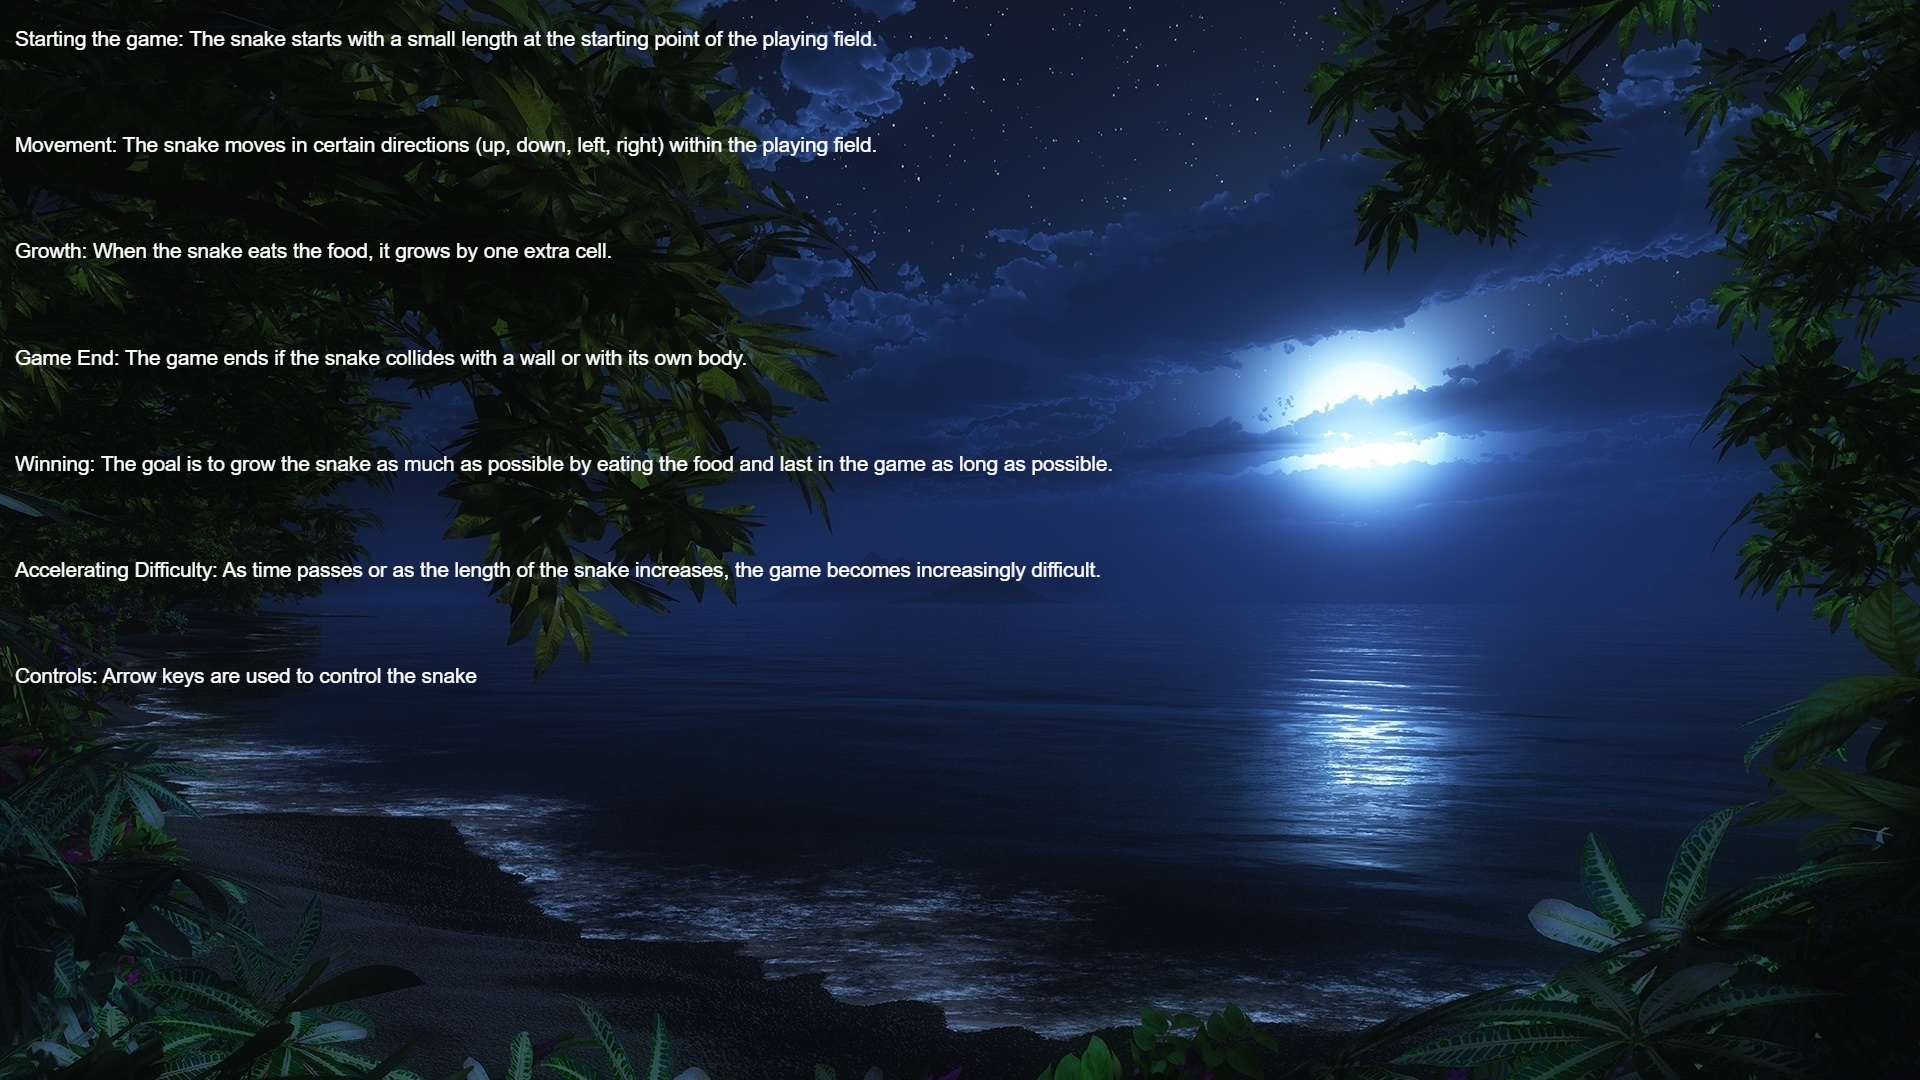 Starting the game: The snake starts with a small length at the starting point of the playing field.
Movement: The snake moves in certain directions (up, down, left, right) within the playing field.
Growth: When the snake eats the food, it grows by one extra cell.
Game End: The game ends if the snake collides with a wall or with its own body.
Winning: The goal is to grow the snake as much as possible by eating the food and last in the game as long as possible.
Accelerating Difficulty: As time passes or as the length of the snake increases, the game becomes increasingly difficult.
Controls: Arrow keys are used to control the snake